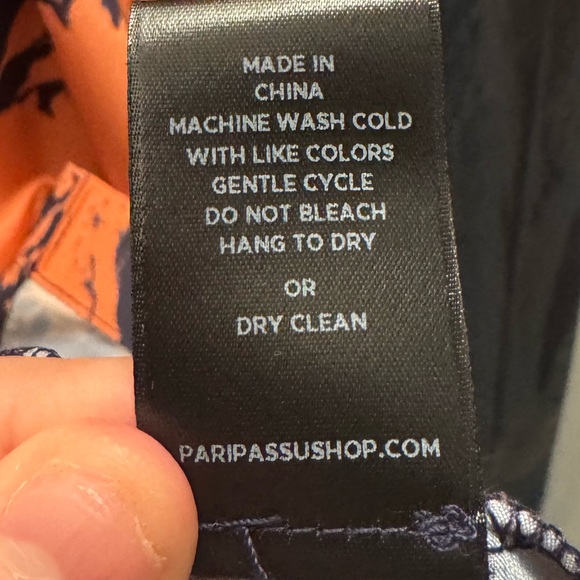 MADE IN
CHINA
MACHINE WASH COLD
WITH LIKE COLORS
GENTLE CYCLE
DO NOT BLEACH
HANG TO DRY
OR
DRY CLEAN
PARIPASSUSHOP.COM